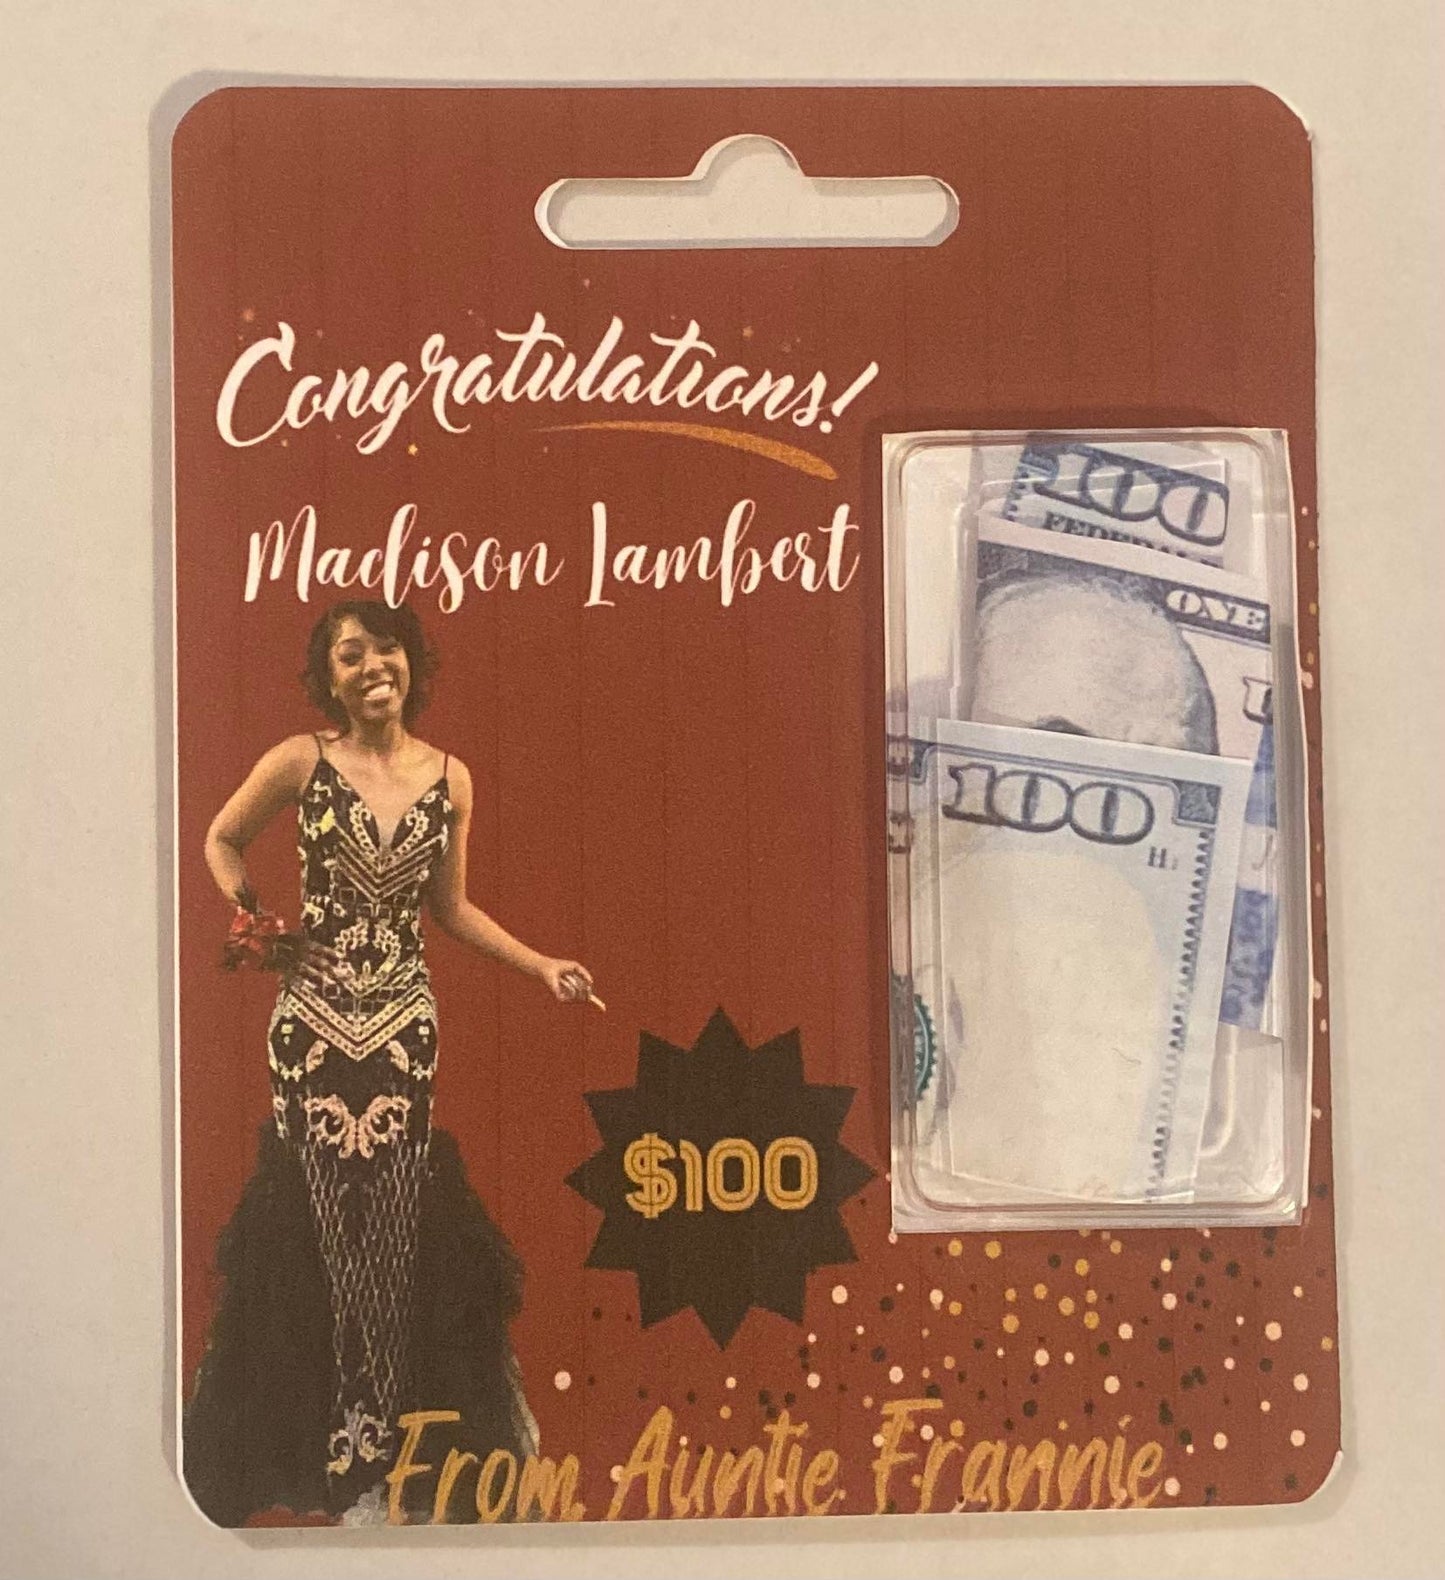 Congratulations!
Madison Lambert
100
FEDERAL
ONE
100
$100
From Auntie Frannie